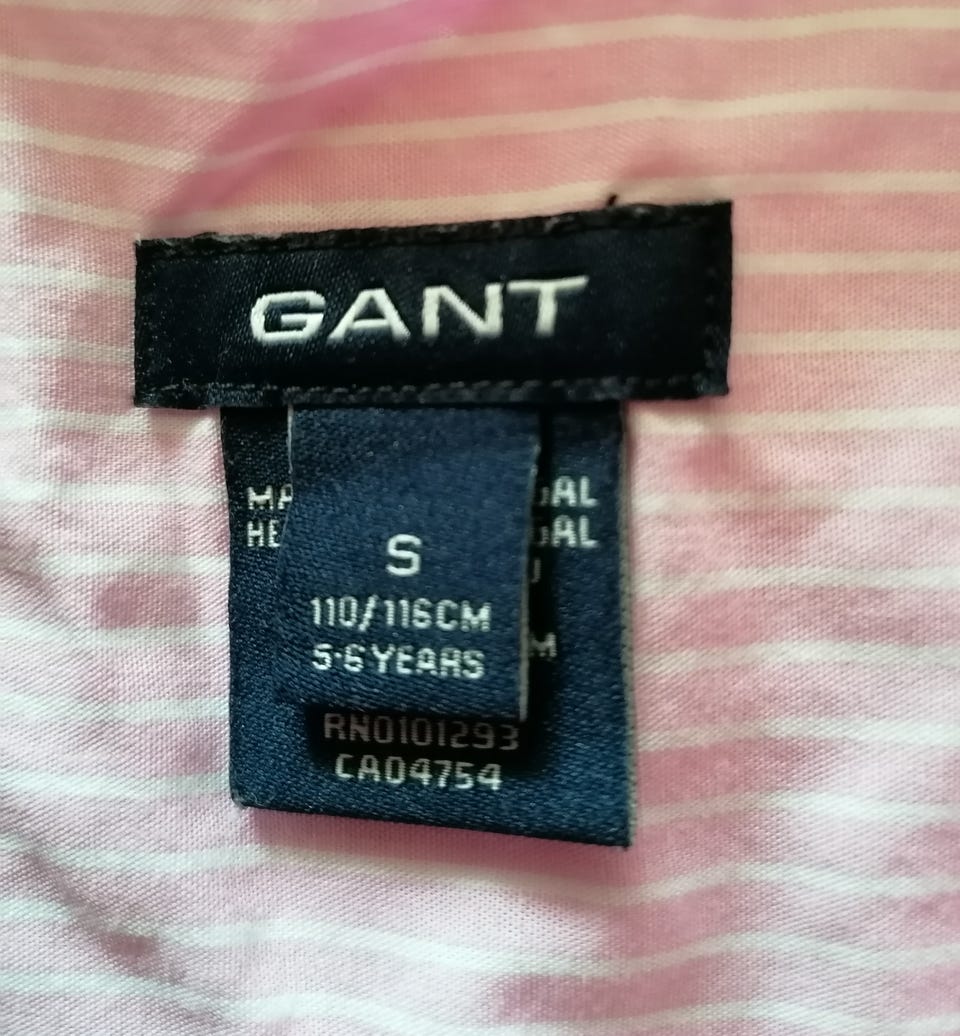 GANT
S
110/116CM
5-6 YEARS
RN0101293
CA04754